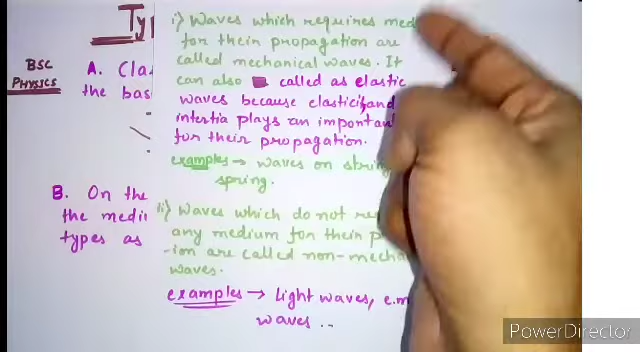 Typ
i) Waves which requires med
for their propagation are
called mechanical waves. It
can also called as elastic
waves because elasticity and
intertia plays an important
for their propagation.
examples → waves on string
spring.
ii) Waves which do not re
any medium for their p
-ion are called non-mecha
waves.
examples → Light waves, e.m
waves ..
BSC
PHYSICS
A. Cla
the bas
B. On the
the medi
types as
PowerDirector